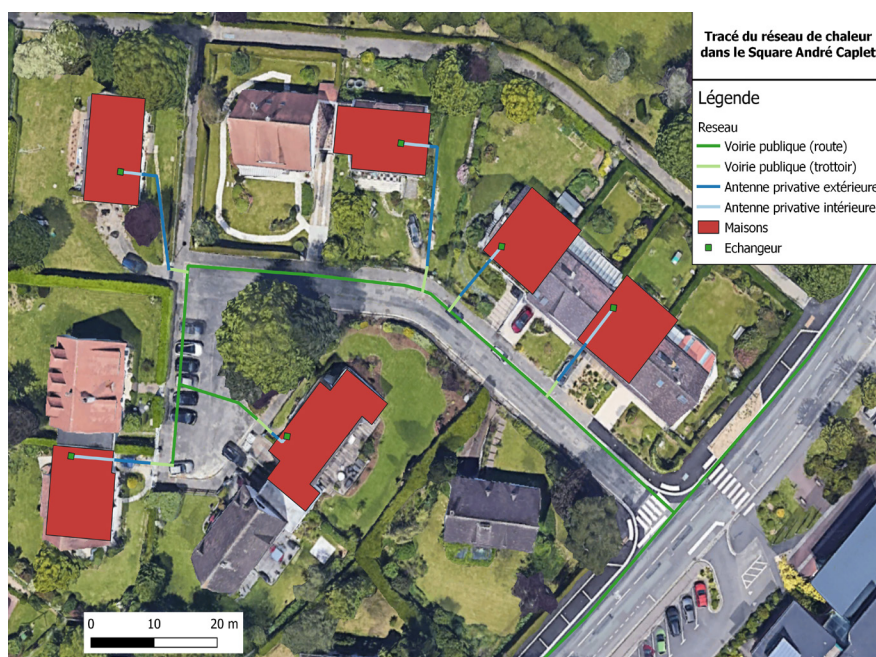 Tracé du réseau de chaleur
dans le Square André Caplet
Légende
Reseau
Voirie publique (route)
Voirie publique (trottoir)
Antenne privative extérieure
Antenne privative intérieure
Maisons
Echangeur
0 10 20 m